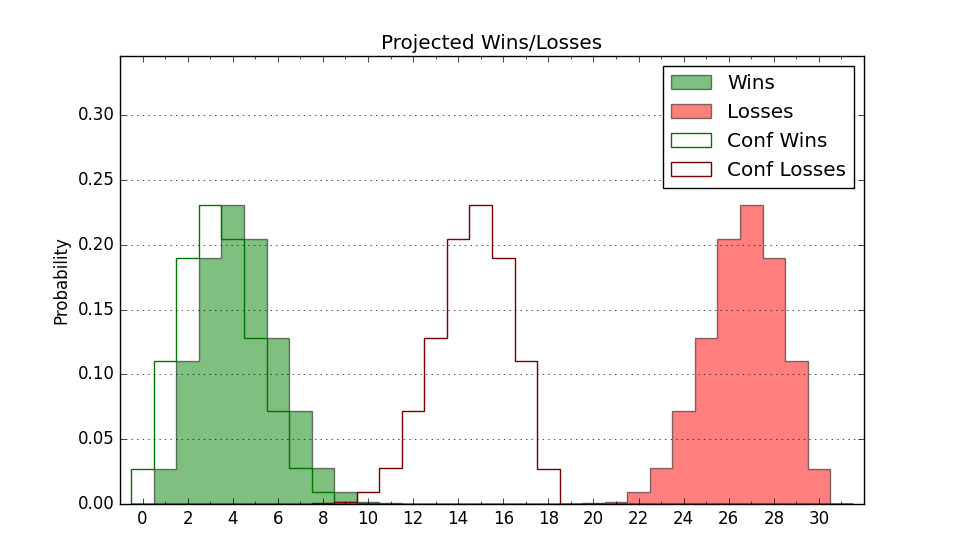 Projected Wins/Losses
Wins
Losses
Conf Wins
Conf Losses
Probability
0.30
0.25
0.20
0.15
0.10
0.05
0.00
0 2 4 6 8 10 12 14 16 18 20 22 24 26 28 30